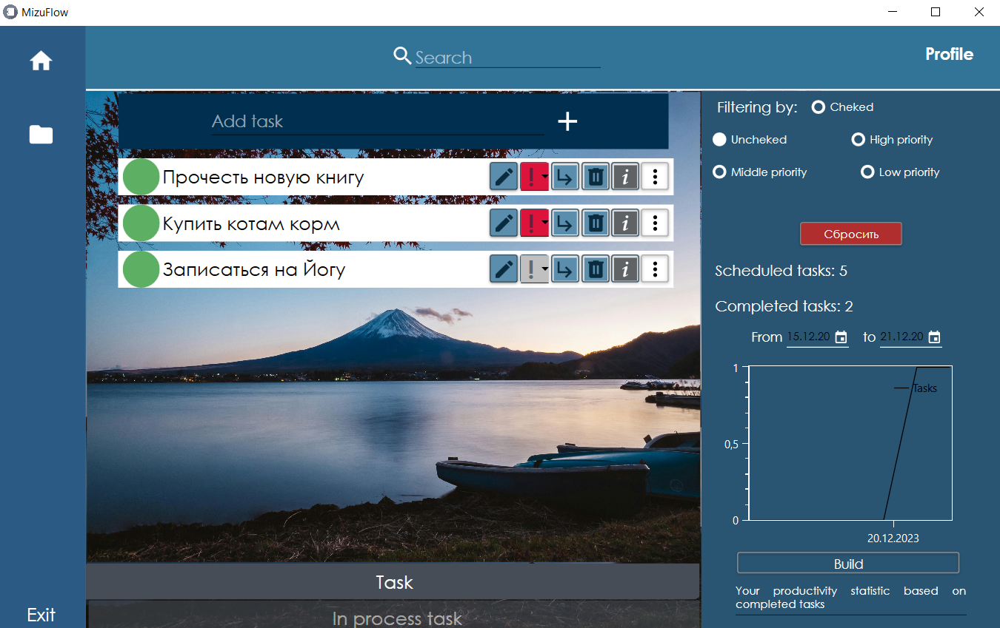 MizuFlow
Search
Profile
Add task
Прочесть новую книгу
Купить котам корм
Записаться на Йогу
Task
In process task
Exit
Filtering by: Cheked
Uncheked High priority
Middle priority Low priority
Сбросить
Scheduled tasks: 5
Completed tasks: 2
From 15.12.20 to 21.12.20
1
Tasks
0,5
0
20.12.2023
Build
Your productivity statistic based on
completed tasks